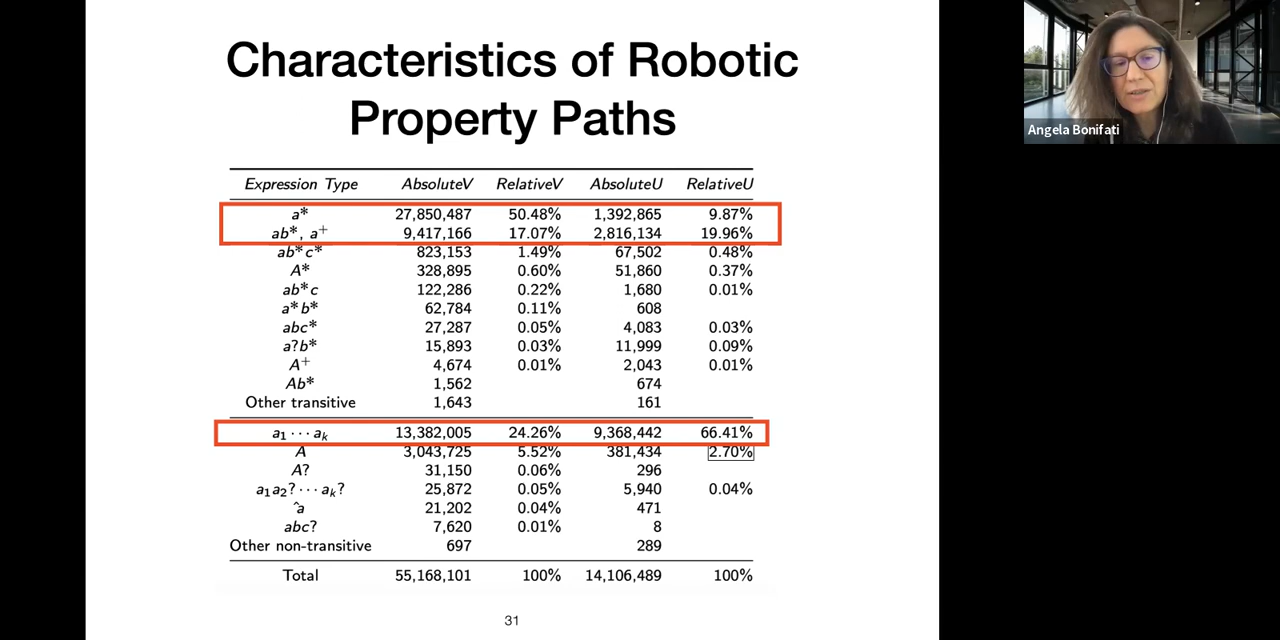 Characteristics of Robotic
Property Paths
Expression Type AbsoluteV RelativeV AbsoluteU RelativeU
a* 27,850,487 50.48% 1,392,865 9.87%
ab*, a⁺ 9,417,166 17.07% 2,816,134 19.96%
ab*c* 823,153 1.49% 67,502 0.48%
A* 328,895 0.60% 51,860 0.37%
ab*c 122,286 0.22% 1,680 0.01%
a*b* 62,784 0.11% 608
abc* 27,287 0.05% 4,083 0.03%
a?b* 15,893 0.03% 11,999 0.09%
A⁺ 4,674 0.01% 2,043 0.01%
Ab* 1,562 674
Other transitive 1,643 161
a₁ ··· aₖ 13,382,005 24.26% 9,368,442 66.41%
A 3,043,725 5.52% 381,434 2.70%
A? 31,150 0.06% 296
a₁a₂? ··· aₖ? 25,872 0.05% 5,940 0.04%
^a 21,202 0.04% 471
abc? 7,620 0.01% 8
Other non-transitive 697 289
Total 55,168,101 100% 14,106,489 100%
31
Angela Bonifati